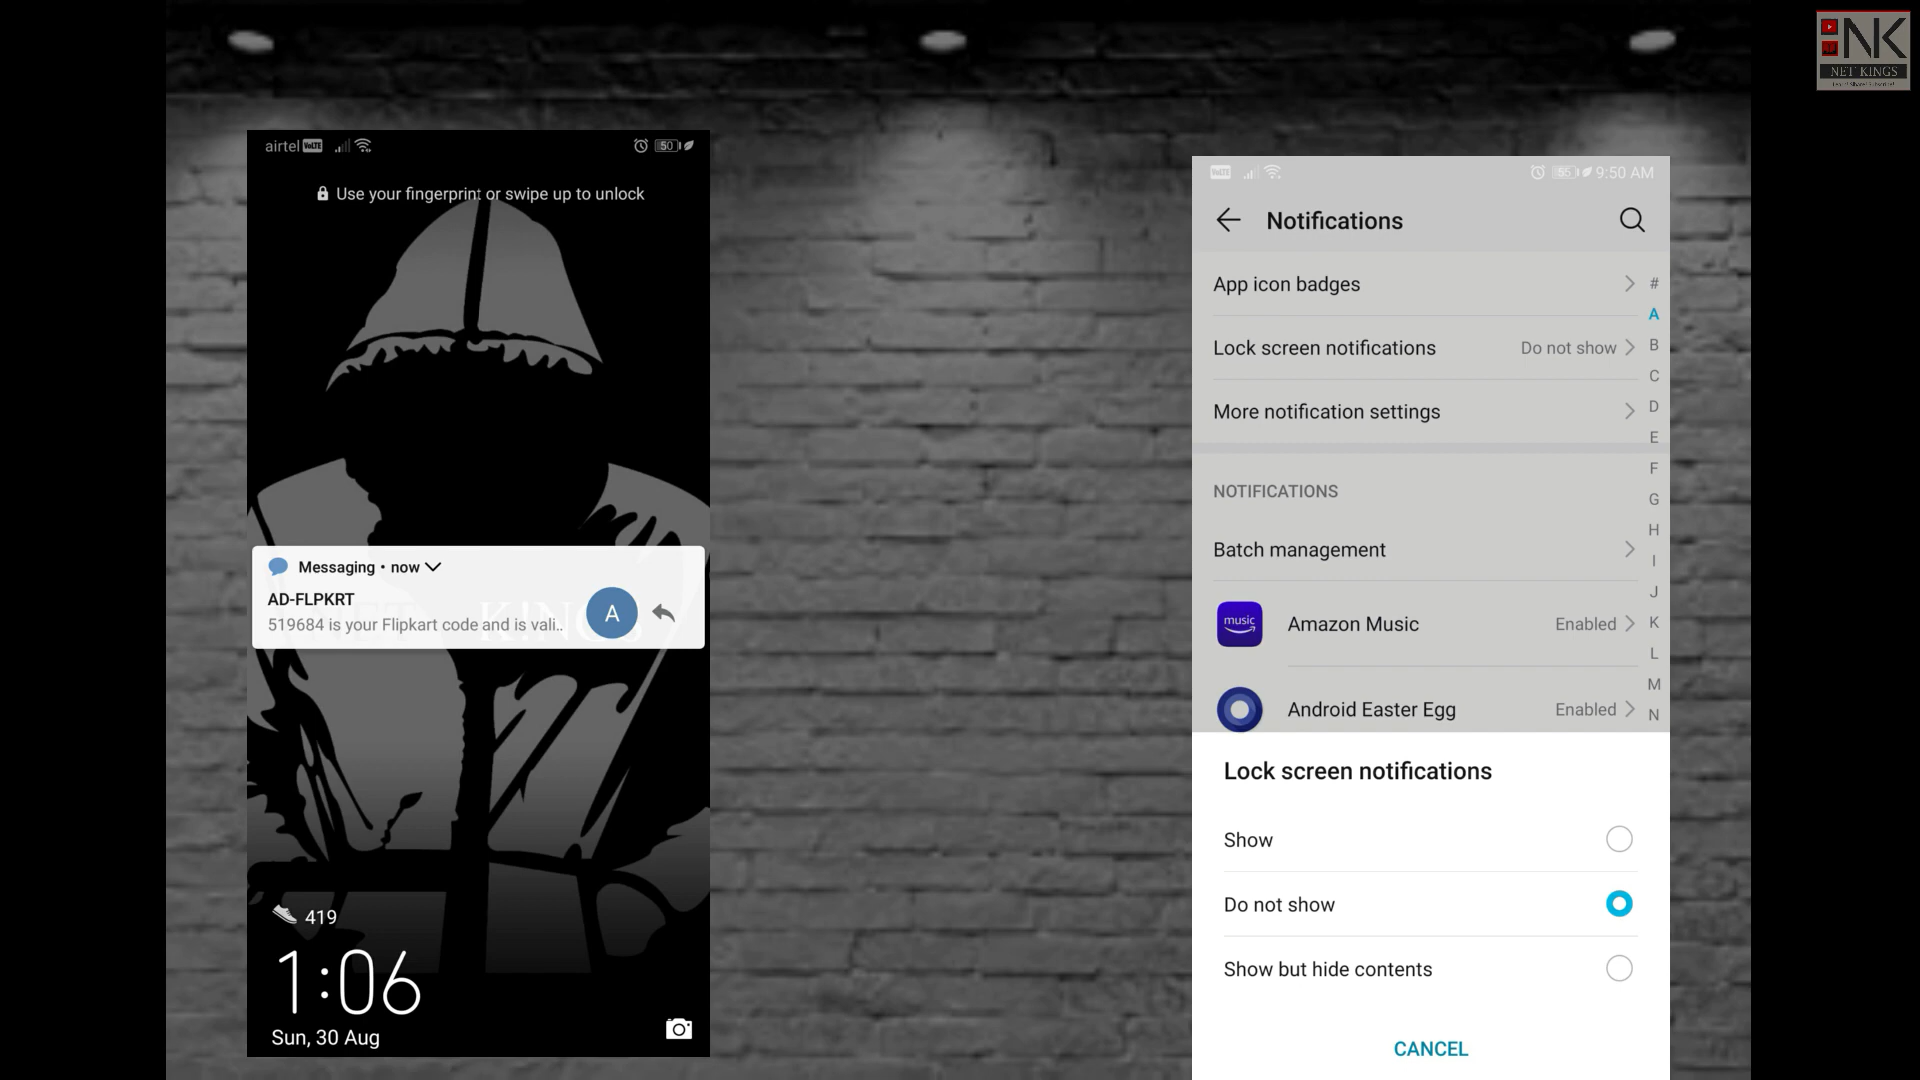 NK
NET KINGS
airtel VoLTE
50
Use your fingerprint or swipe up to unlock
Messaging • now
AD-FLPKRT
519684 is your Flipkart code and is vali..
A
419
1:06
Sun, 30 Aug
VoLTE
55 9:50 AM
Notifications
App icon badges
Lock screen notifications Do not show
More notification settings
NOTIFICATIONS
Batch management
music
Amazon Music Enabled
Android Easter Egg Enabled
#
A
B
C
D
E
F
G
H
I
J
K
L
M
N
Lock screen notifications
Show
Do not show
Show but hide contents
CANCEL